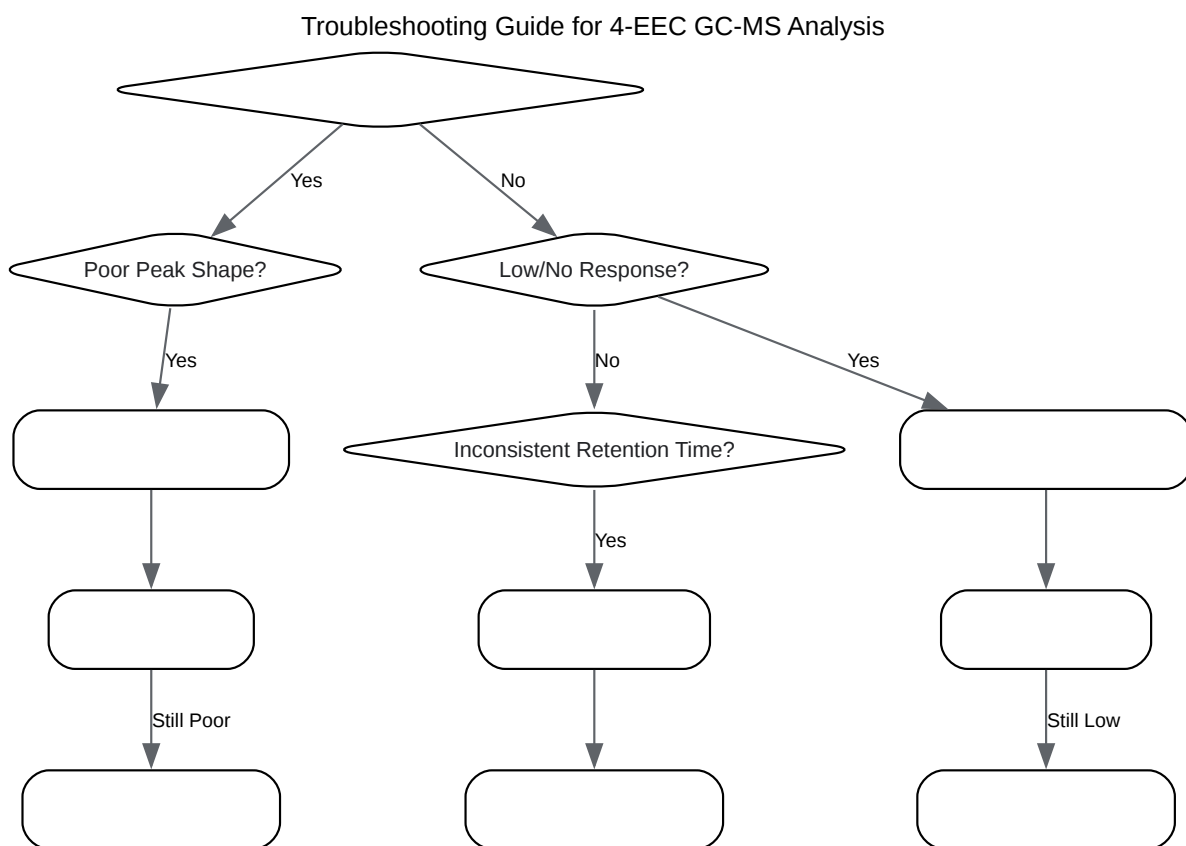 Troubleshooting Guide for 4-EEC GC-MS Analysis
Yes
No
Poor Peak Shape?
Low/No Response?
Yes
No
Yes
Inconsistent Retention Time?
Yes
Still Poor
Still Low